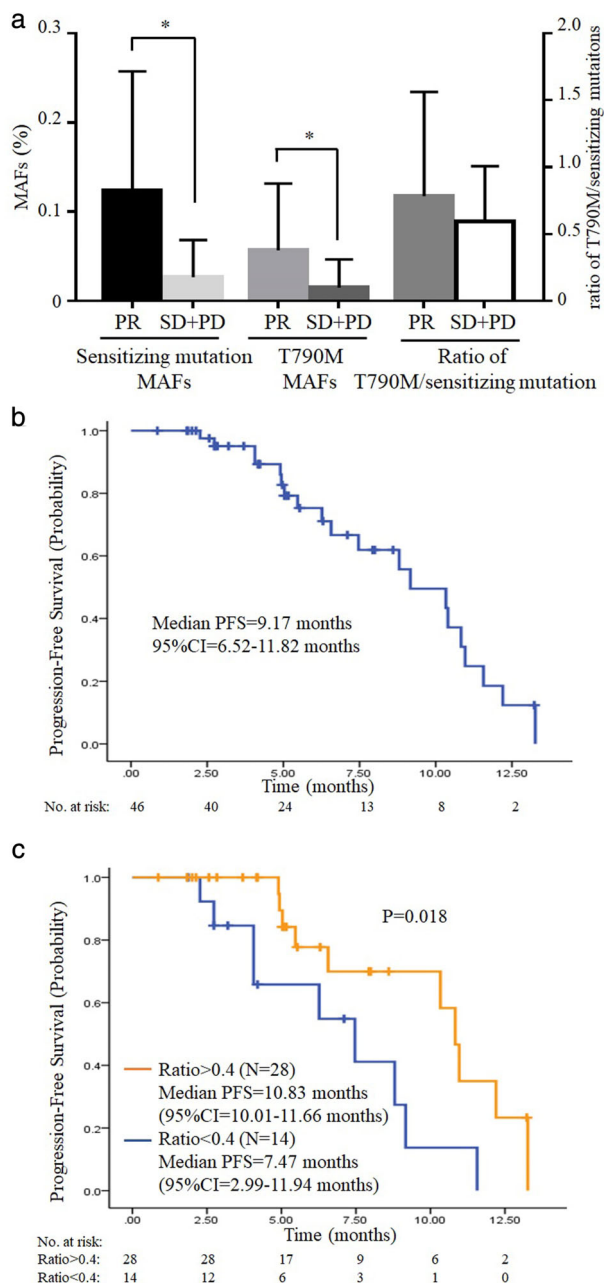 a
0.3
0.2
0.1
0
MAFs (%)
*
*
2.0
1.5
1.0
0.5
0.0
ratio of T790M/sensitizing mutaitons
PR SD+PD PR SD+PD PR SD+PD
Sensitizing mutation MAFs
T790M MAFs
Ratio of T790M/sensitizing mutation
b
Progression-Free Survival (Probability)
1.0
0.8
0.6
0.4
0.2
0.0
Median PFS=9.17 months
95%CI=6.52-11.82 months
.00 2.50 5.00 7.50 10.00 12.50
Time (months)
No. at risk: 46 40 24 13 8 2
c
Progression-Free Survival (Probability)
1.0
0.8
0.6
0.4
0.2
0.0
P=0.018
Ratio>0.4 (N=28)
Median PFS=10.83 months
(95%CI=10.01-11.66 months)
Ratio<0.4 (N=14)
Median PFS=7.47 months
(95%CI=2.99-11.94 months)
.00 2.50 5.00 7.50 10.00 12.50
Time (months)
No. at risk:
Ratio>0.4: 28 28 17 9 6 2
Ratio<0.4: 14 12 6 3 1 0